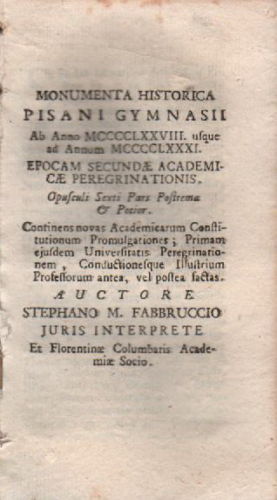 MONUMENTA HISTORICA
PISANI GYMNASII
Ab Anno MCCCCLXXVIII. usque
ad Annum MCCCCLXXXI.
EPOCAM SECUNDÆ ACADEMI-
CÆ PEREGRINATIONIS.
Opusculi Sexti Pars Postrema
& Potior.
Continens novas Academicarum Consti-
tutionum Promulgationes; Primam
ejusdem Universitatis Peregrinatio-
nem, Conductionesque Illustrium
Professorum antea, vel postea factas.
AUCTORE
STEPHANO M. FABBRUCCIO
JURIS INTERPRETE
Et Florentinæ Columbariæ Acade-
miæ Socio.